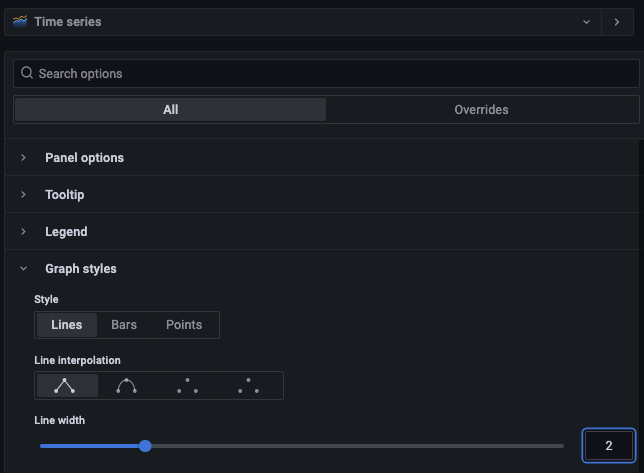 Time series
Search options
All Overrides
Panel options
Tooltip
Legend
Graph styles
Style
Lines Bars Points
Line interpolation
Line width
2